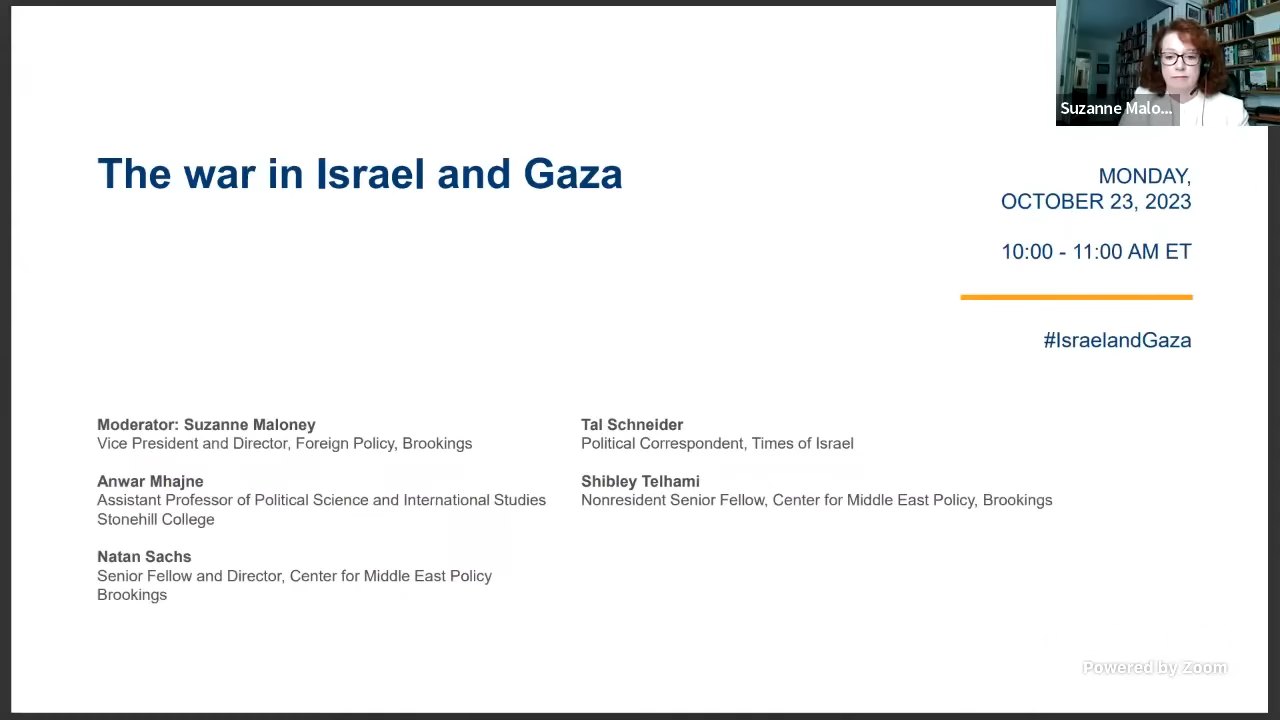 Suzanne Malo...
The war in Israel and Gaza
MONDAY,
OCTOBER 23, 2023
10:00 - 11:00 AM ET
#IsraelandGaza
Moderator: Suzanne Maloney
Vice President and Director, Foreign Policy, Brookings
Anwar Mhajne
Assistant Professor of Political Science and International Studies
Stonehill College
Natan Sachs
Senior Fellow and Director, Center for Middle East Policy
Brookings
Tal Schneider
Political Correspondent, Times of Israel
Shibley Telhami
Nonresident Senior Fellow, Center for Middle East Policy, Brookings
Powered by Zoom